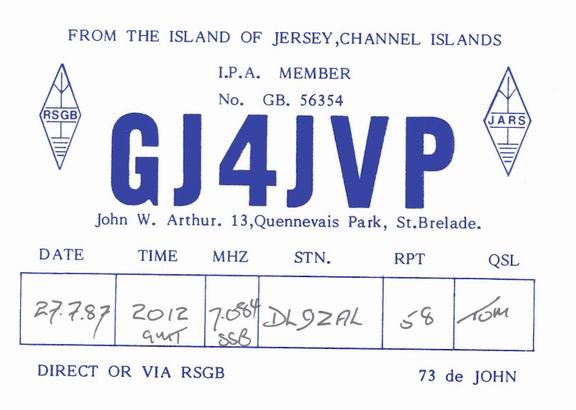 FROM THE ISLAND OF JERSEY,CHANNEL ISLANDS
I.P.A. MEMBER
No. GB. 56354
RSGB
JARS
GJ4JVP
John W. Arthur. 13,Quennevais Park, St.Brelade.
DATE TIME MHZ STN. RPT QSL
27.7.87 2012 7.084 DL9ZAL 58 TOM
GMT SSB
DIRECT OR VIA RSGB 73 de JOHN